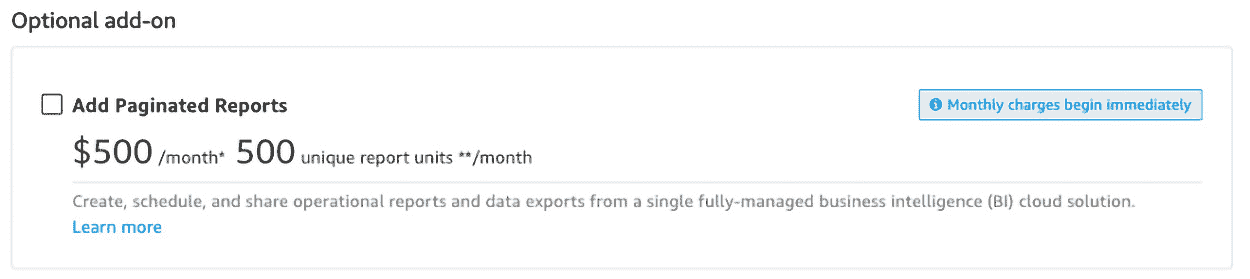 Optional add-on
Add Paginated Reports
Monthly charges begin immediately
$500 /month* 500 unique report units **/month
Create, schedule, and share operational reports and data exports from a single fully-managed business intelligence (BI) cloud solution.
Learn more